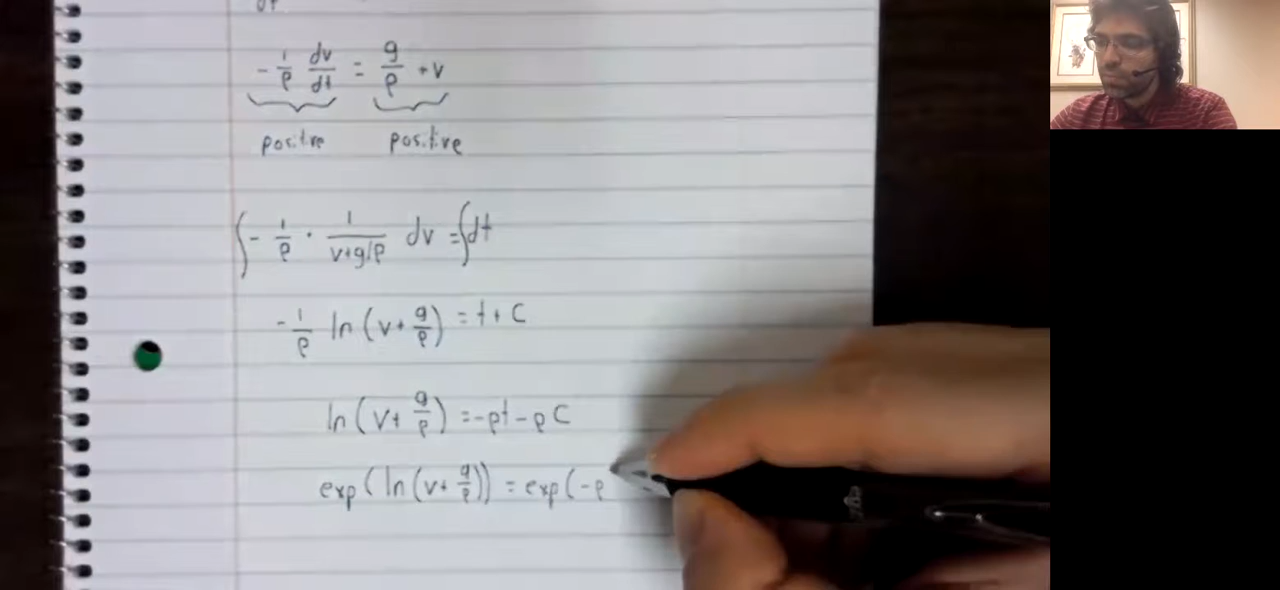 -1/ρ dv/dt = g/ρ + v
positive positive
∫ - 1/ρ · 1/(v+g/ρ) dv = ∫dt
-1/ρ ln(v+g/ρ) = t + C
ln(v+g/ρ) = -ρt - ρC
exp(ln(v+g/ρ)) = exp(-ρ